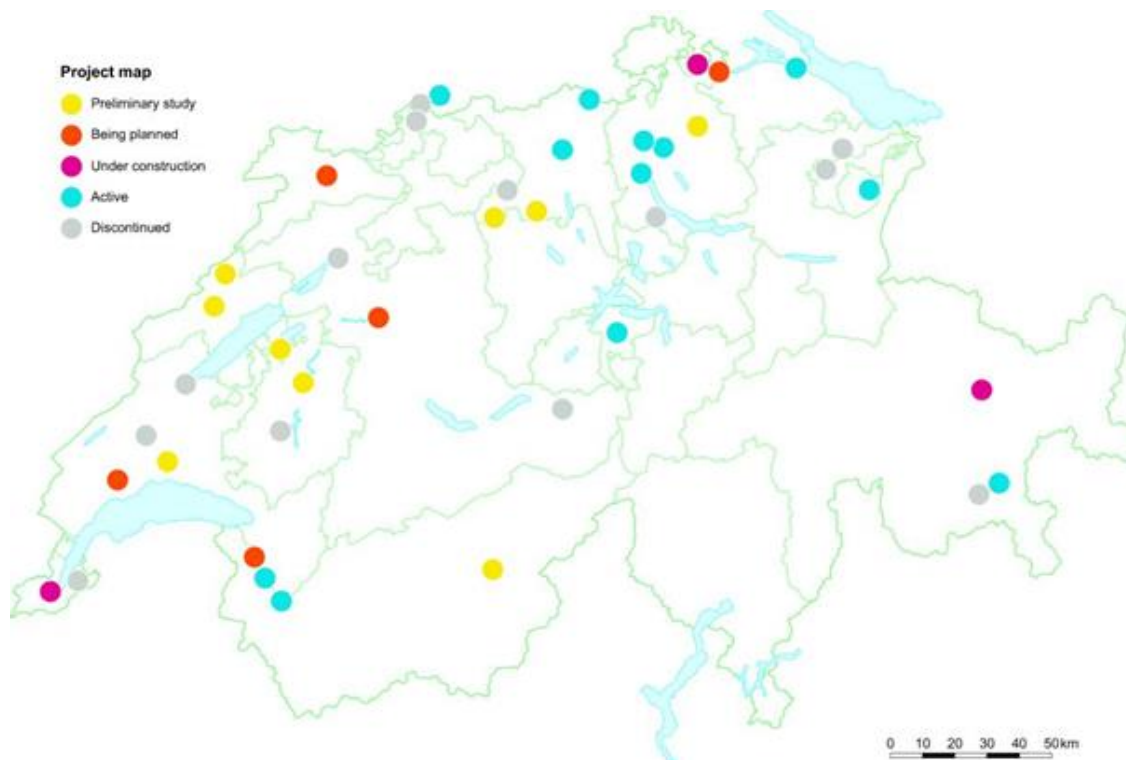 Project map
Preliminary study
Being planned
Under construction
Active
Discontinued
0 10 20 30 40 50km